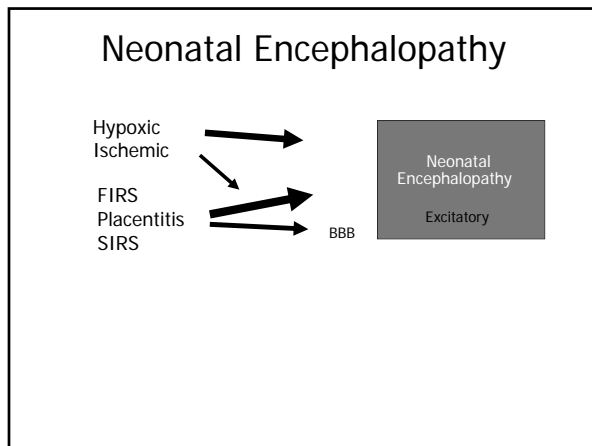 Neonatal Encephalopathy
Hypoxic
Ischemic
FIRS
Placentitis
SIRS
BBB
Neonatal
Encephalopathy
Excitatory